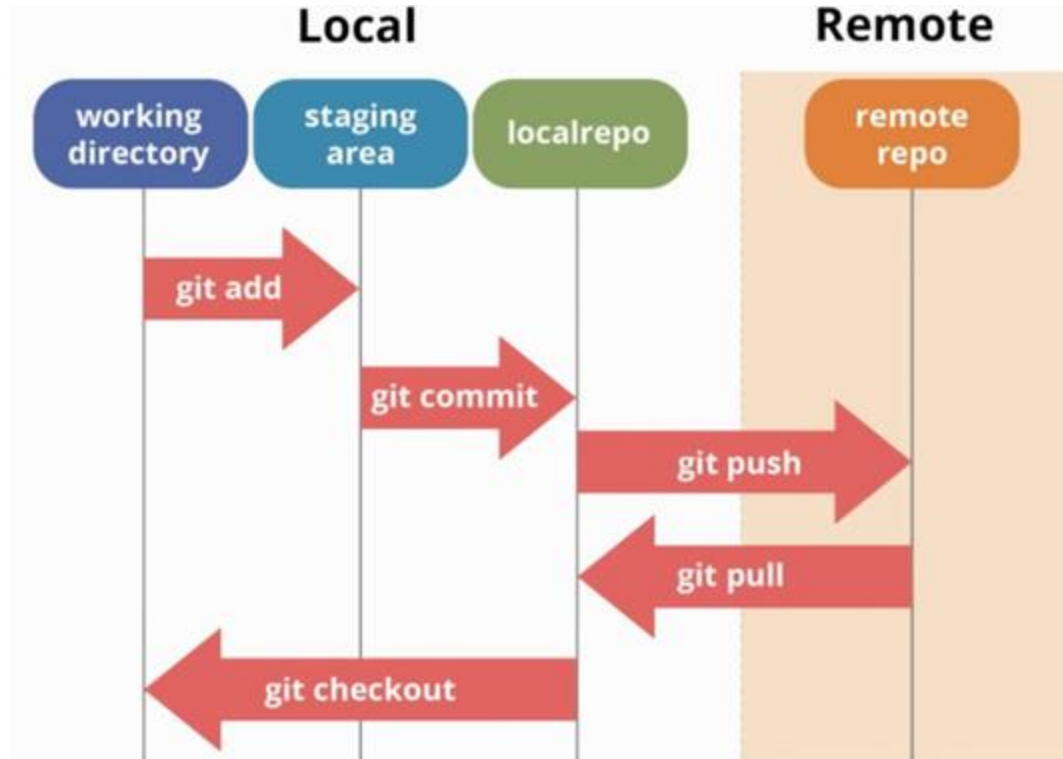 Local
Remote
working
directory
staging
area
localrepo
remote
repo
git add
git commit
git push
git pull
git checkout